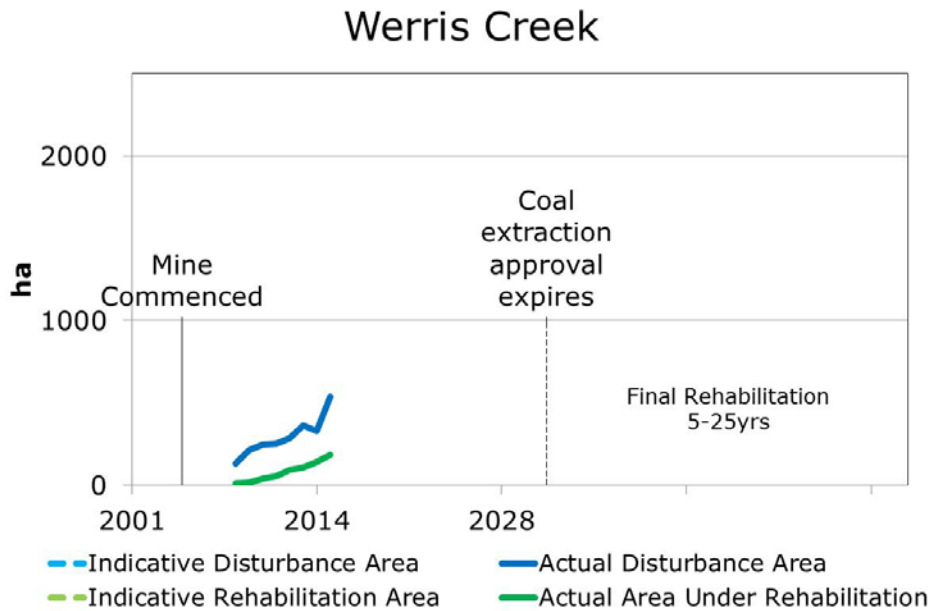 Werris Creek
2000
Coal
extraction
approval
expires
Mine
Commenced
ha
1000
Final Rehabilitation
5-25yrs
0
2001
2014
2028
Indicative Disturbance Area
Actual Disturbance Area
Indicative Rehabilitation Area
Actual Area Under Rehabilitation